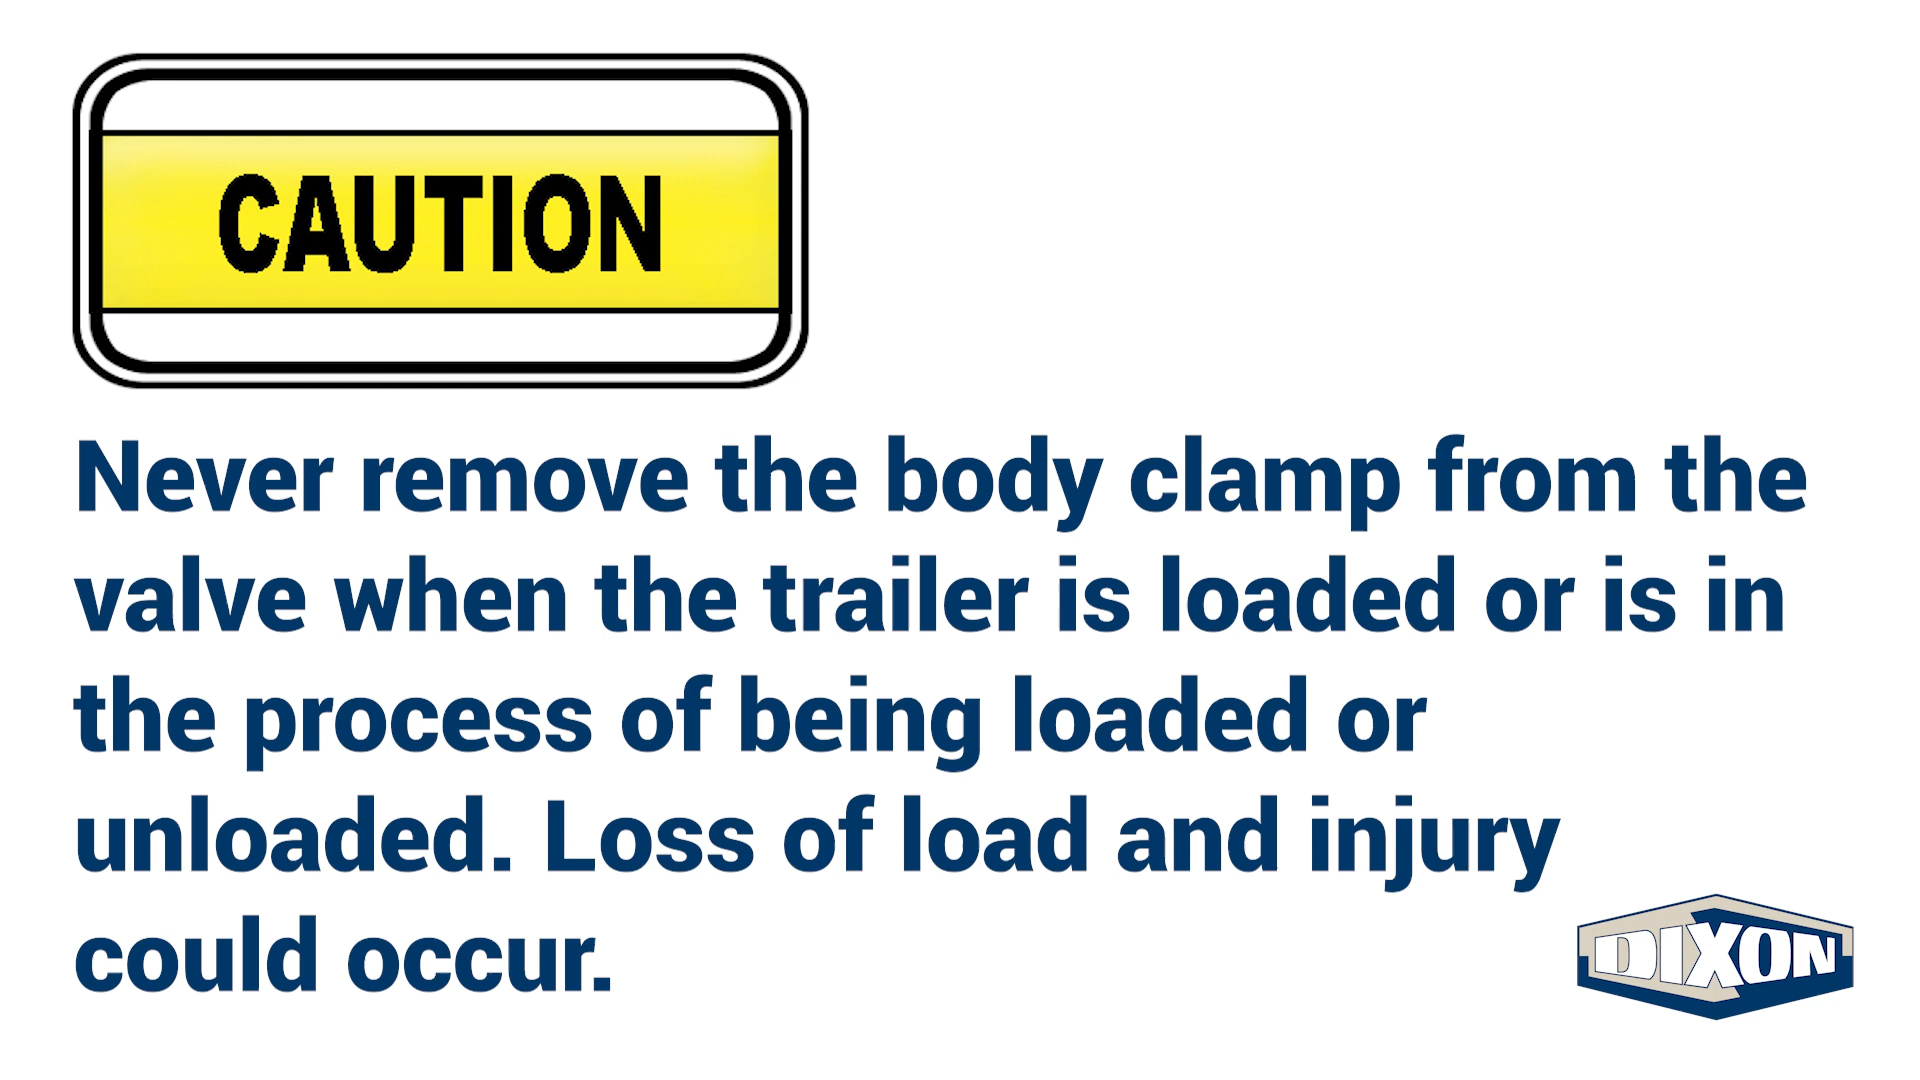 CAUTION
Never remove the body clamp from the
valve when the trailer is loaded or is in
the process of being loaded or
unloaded. Loss of load and injury
could occur.
DIXON